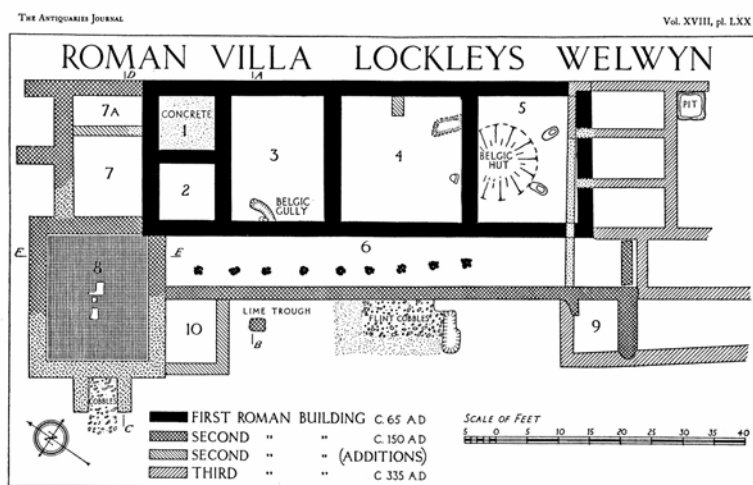 THE ANTIQUARIES JOURNAL
Vol. XVIII, pl. LXX
ROMAN VILLA LOCKLEYS WELWYN
D
A
7A
CONCRETE
1
3
4
5
PIT
7
2
BELGIC
HUT
BELGIC
GULLY
E
E
6
8
10
LIME TROUGH
B
FLINT COBBLES
9
COBBLES
C
FIRST ROMAN BUILDING C. 65 A.D
SECOND " " C. 150 A.D
SECOND " " (ADDITIONS)
THIRD " " C 335 A.D
SCALE OF FEET
5 0 5 10 15 20 25 30 35 40